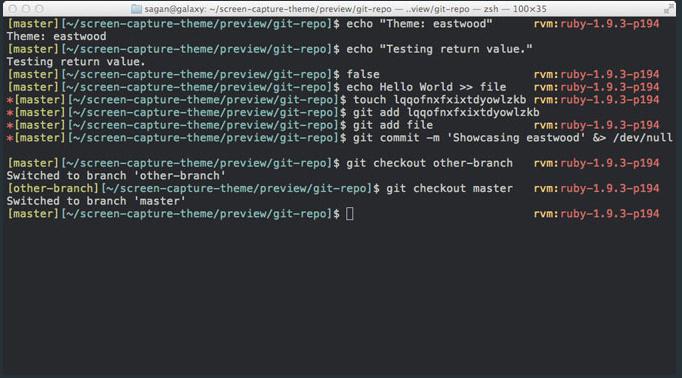 sagan@galaxy: ~/screen-capture-theme/preview/git-repo — ..view/git-repo — zsh — 100×35
[master][~/screen-capture-theme/preview/git-repo]$ echo "Theme: eastwood" rvm:ruby-1.9.3-p194
Theme: eastwood
[master][~/screen-capture-theme/preview/git-repo]$ echo "Testing return value." rvm:ruby-1.9.3-p194
Testing return value.
[master][~/screen-capture-theme/preview/git-repo]$ false rvm:ruby-1.9.3-p194
[master][~/screen-capture-theme/preview/git-repo]$ echo Hello World >> file rvm:ruby-1.9.3-p194
*[master][~/screen-capture-theme/preview/git-repo]$ touch lqqofnxfxixtdyowlzkb rvm:ruby-1.9.3-p194
*[master][~/screen-capture-theme/preview/git-repo]$ git add lqqofnxfxixtdyowlzkb
*[master][~/screen-capture-theme/preview/git-repo]$ git add file rvm:ruby-1.9.3-p194
*[master][~/screen-capture-theme/preview/git-repo]$ git commit -m 'Showcasing eastwood' &> /dev/null
[master][~/screen-capture-theme/preview/git-repo]$ git checkout other-branch rvm:ruby-1.9.3-p194
Switched to branch 'other-branch'
[other-branch][~/screen-capture-theme/preview/git-repo]$ git checkout master rvm:ruby-1.9.3-p194
Switched to branch 'master'
[master][~/screen-capture-theme/preview/git-repo]$ rvm:ruby-1.9.3-p194